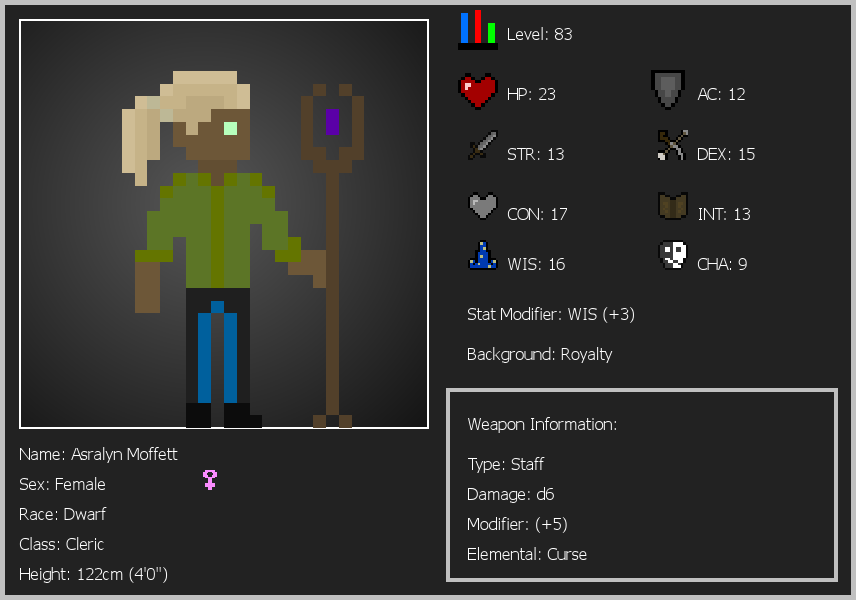 Level: 83
HP: 23
AC: 12
STR: 13
DEX: 15
CON: 17
INT: 13
WIS: 16
CHA: 9
Stat Modifier: WIS (+3)
Background: Royalty
Weapon Information:
Type: Staff
Damage: d6
Modifier: (+5)
Elemental: Curse
Name: Asralyn Moffett
Sex: Female
Race: Dwarf
Class: Cleric
Height: 122cm (4'0")